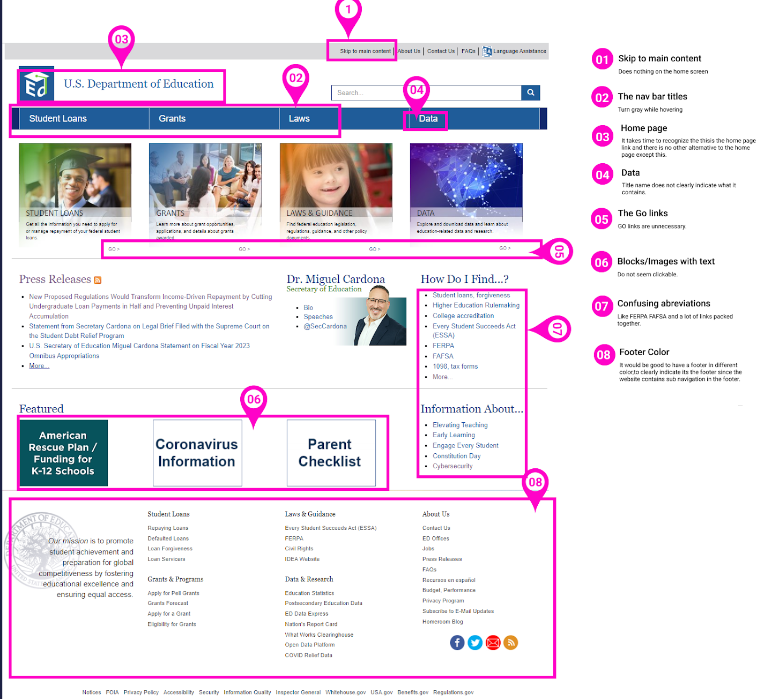 1
Skip to main content | About Us | Contact Us | FAQs | Language Assistance
03
ED
U.S. Department of Education
02
Search...
04
Student Loans Grants Laws Data
STUDENT LOANS
Get all the information you need to apply for
or manage repayment of your federal student
loans.
GO >
GRANTS
Learn more about grant opportunities,
applications, and details about grants
awarded.
GO >
LAWS & GUIDANCE
Find federal education legislation,
regulations, guidance, and other policy
documents.
GO >
DATA
Explore and download data and learn about
education-related data and research
GO >
05
Press Releases
New Proposed Regulations Would Transform Income-Driven Repayment by Cutting
Undergraduate Loan Payments in Half and Preventing Unpaid Interest
Accumulation
Statement from Secretary Cardona on Legal Brief Filed with the Supreme Court on
the Student Debt Relief Program
U.S. Secretary of Education Miguel Cardona Statement on Fiscal Year 2023
Omnibus Appropriations
More...
Dr. Miguel Cardona
Secretary of Education
Bio
Speeches
@SecCardona
How Do I Find...?
Student loans, forgiveness
Higher Education Rulemaking
College accreditation
Every Student Succeeds Act
(ESSA)
FERPA
FAFSA
1098, tax forms
More...
07
Featured
06
American
Rescue Plan /
Funding for
K-12 Schools
Coronavirus
Information
Parent
Checklist
Information About...
Elevating Teaching
Early Learning
Engage Every Student
Constitution Day
Cybersecurity
08
Our mission is to promote
student achievement and
preparation for global
competitiveness by fostering
educational excellence and
ensuring equal access.
Student Loans
Repaying Loans
Defaulted Loans
Loan Forgiveness
Loan Servicers
Grants & Programs
Apply for Pell Grants
Grants Forecast
Apply for a Grant
Eligibility for Grants
Laws & Guidance
Every Student Succeeds Act (ESSA)
FERPA
Civil Rights
IDEA Website
Data & Research
Education Statistics
Postsecondary Education Data
ED Data Express
Nation's Report Card
What Works Clearinghouse
Open Data Platform
COVID Relief Data
About Us
Contact Us
ED Offices
Jobs
Press Releases
FAQs
Recursos en español
Budget, Performance
Privacy Program
Subscribe to E-Mail Updates
Homeroom Blog
Notices FOIA Privacy Policy Accessibility Security Information Quality Inspector General Whitehouse.gov USA.gov Benefits.gov Regulations.gov
01 Skip to main content
Does nothing on the home screen
02 The nav bar titles
Turn gray while hovering
03 Home page
It takes time to recognize the thisis the home page
link and there is no other alternative to the home
page except this.
04 Data
Title name does not clearly indicate what it
contains.
05 The Go links
GO links are unnecessary.
06 Blocks/Images with text
Do not seem clickable.
07 Confusing abreviations
Like FERPA FAFSA and a lot of links packed
together.
08 Footer Color
It would be good to have a footer in different
color,to clearly indicate its the footer since the
website contains sub navigation in the footer.